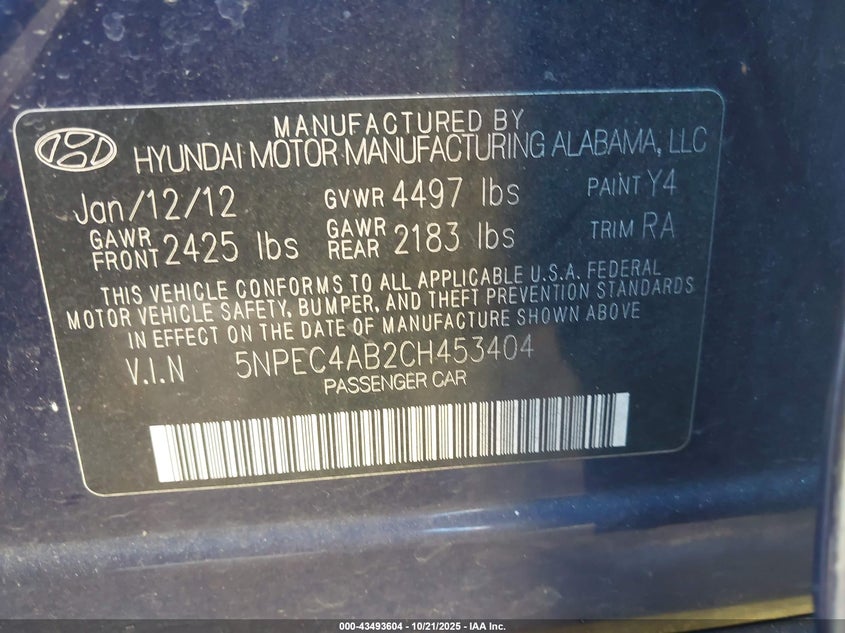 MANUFACTURED BY
HYUNDAI MOTOR MANUFACTURING ALABAMA, LLC
Jan/12/12 GVWR 4497 lbs PAINT Y4
GAWR FRONT 2425 lbs GAWR REAR 2183 lbs TRIM RA
THIS VEHICLE CONFORMS TO ALL APPLICABLE U.S.A. FEDERAL
MOTOR VEHICLE SAFETY, BUMPER, AND THEFT PREVENTION STANDARDS
IN EFFECT ON THE DATE OF MANUFACTURE SHOWN ABOVE
V.I.N 5NPEC4AB2CH453404
PASSENGER CAR
000-43493604 - 10/21/2025 - IAA Inc.